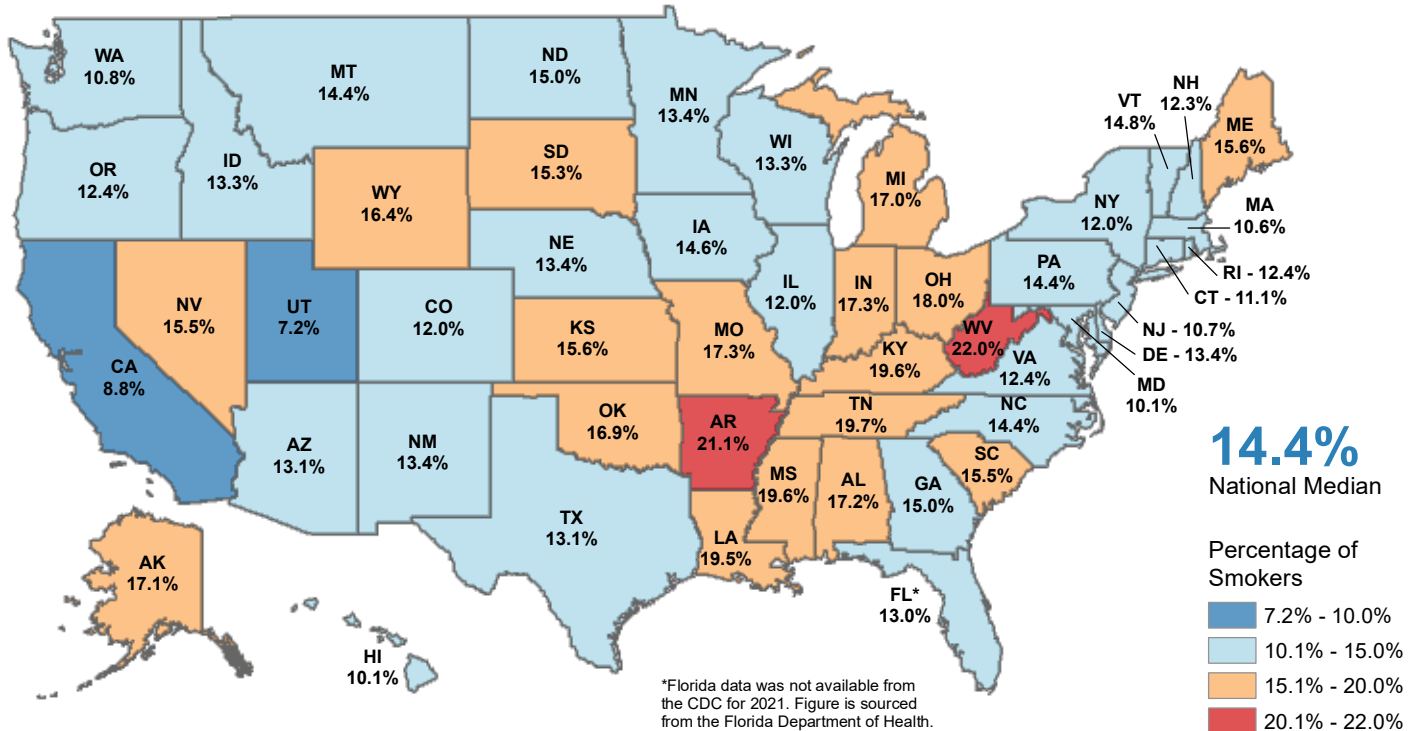 WA
10.8%
MT
14.4%
ND
15.0%
MN
13.4%
OR
12.4%
ID
13.3%
WY
16.4%
SD
15.3%
WI
13.3%
MI
17.0%
VT
14.8%
NH
12.3%
ME
15.6%
NY
12.0%
MA
10.6%
RI - 12.4%
CT - 11.1%
NJ - 10.7%
DE - 13.4%
MD
10.1%
PA
14.4%
NV
15.5%
UT
7.2%
CA
8.8%
CO
12.0%
NE
13.4%
IA
14.6%
IL
12.0%
IN
17.3%
OH
18.0%
WV
22.0%
VA
12.4%
KS
15.6%
MO
17.3%
KY
19.6%
AZ
13.1%
NM
13.4%
OK
16.9%
AR
21.1%
TN
19.7%
NC
14.4%
SC
15.5%
MS
19.6%
AL
17.2%
GA
15.0%
TX
13.1%
LA
19.5%
FL*
13.0%
AK
17.1%
HI
10.1%
*Florida data was not available from
the CDC for 2021. Figure is sourced
from the Florida Department of Health.
14.4%
National Median
Percentage of
Smokers
7.2% - 10.0%
10.1% - 15.0%
15.1% - 20.0%
20.1% - 22.0%